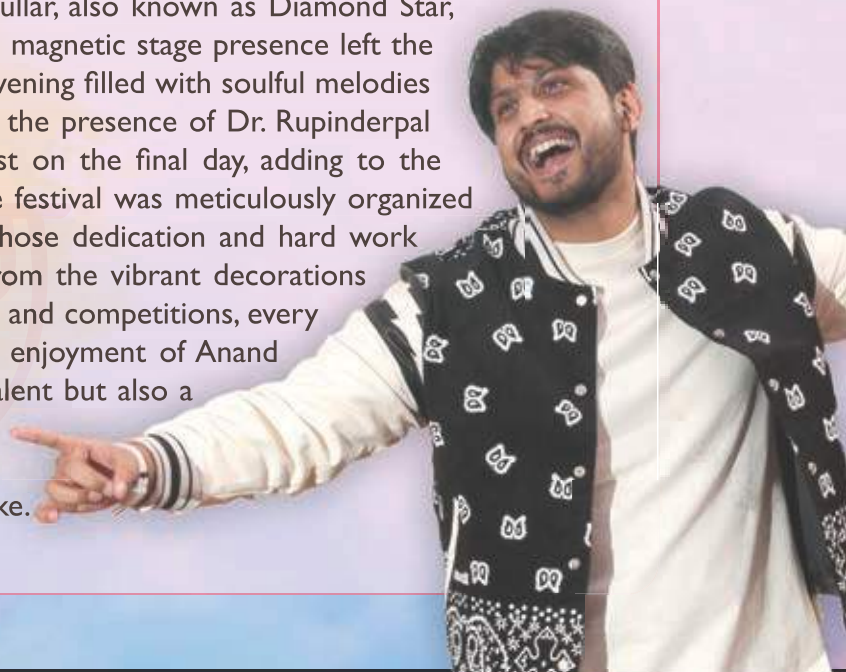 ullar, also known as Diamond Star,
magnetic stage presence left the
vening filled with soulful melodies
the presence of Dr. Rupinderpal
st on the final day, adding to the
e festival was meticulously organized
hose dedication and hard work
rom the vibrant decorations
and competitions, every
enjoyment of Anand
alent but also a
ke.